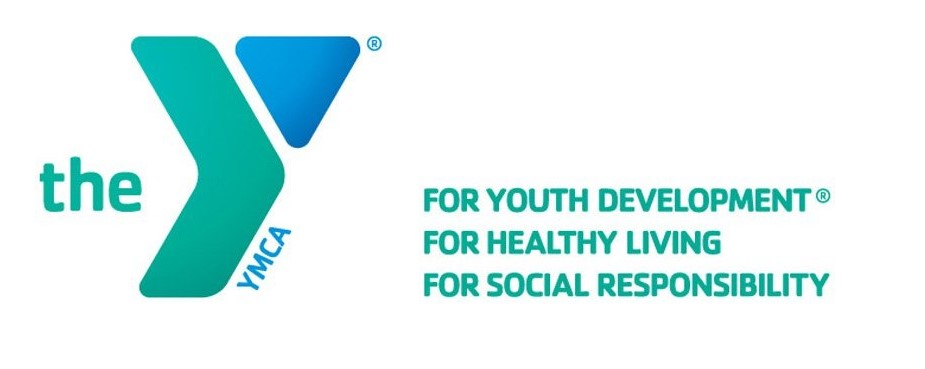 the
YMCA
®
FOR YOUTH DEVELOPMENT®
FOR HEALTHY LIVING
FOR SOCIAL RESPONSIBILITY